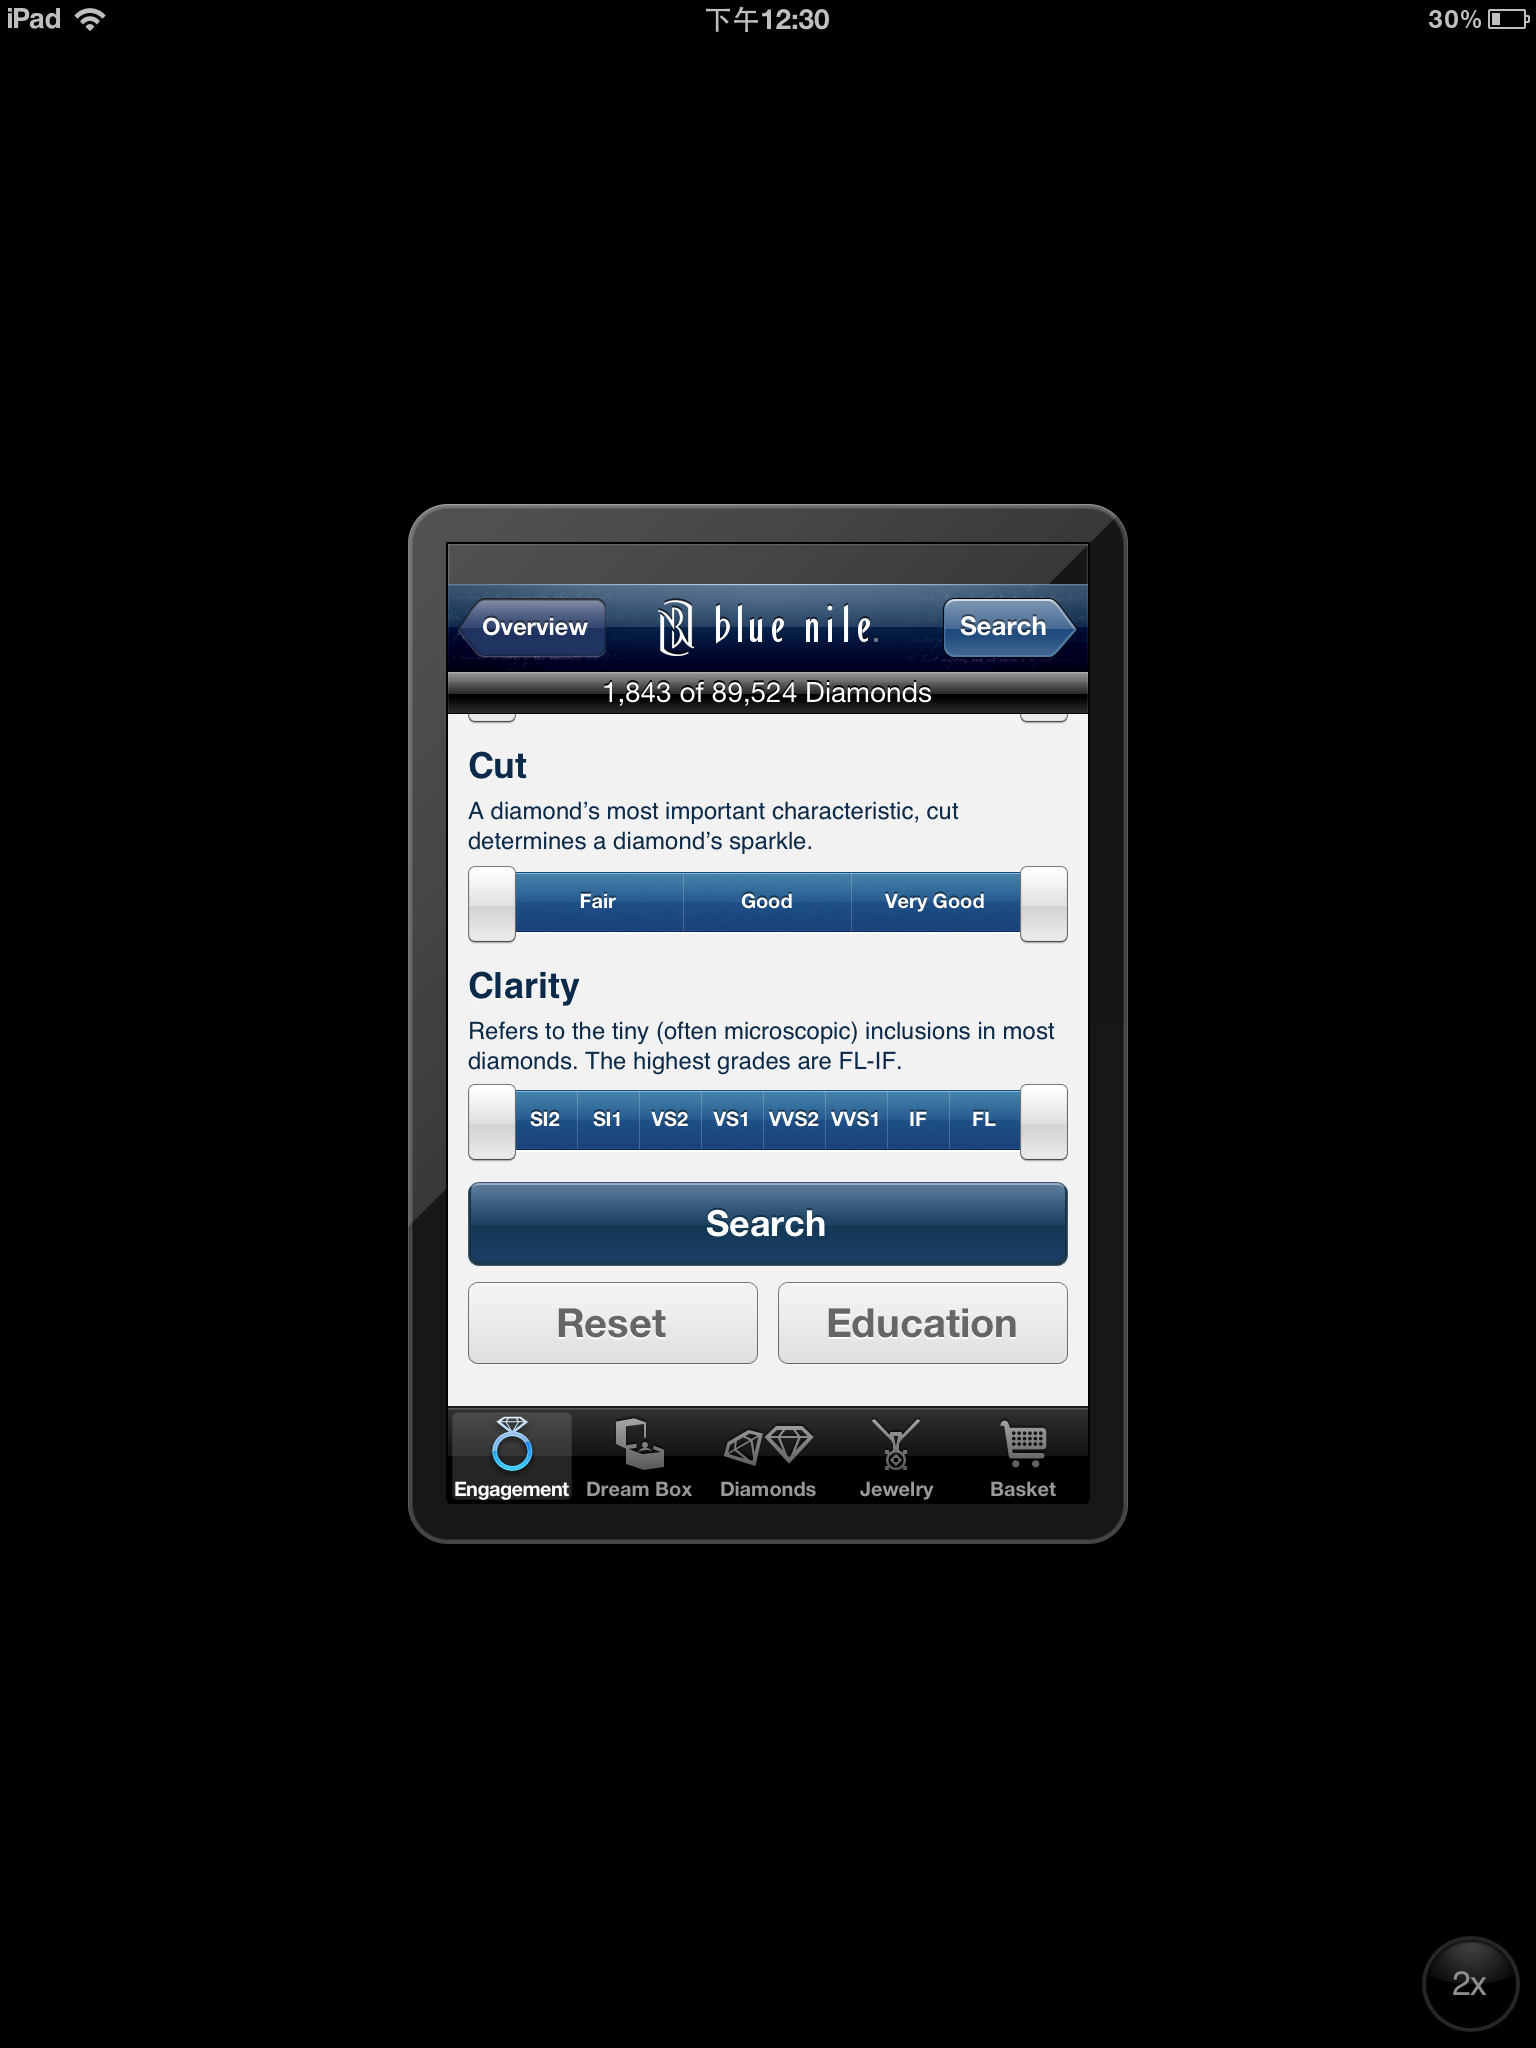 iPad
下午12:30
30%
Overview
blue nile.
Search
1,843 of 89,524 Diamonds
Cut
A diamond’s most important characteristic, cut
determines a diamond’s sparkle.
Fair
Good
Very Good
Clarity
Refers to the tiny (often microscopic) inclusions in most
diamonds. The highest grades are FL-IF.
SI2
SI1
VS2
VS1
VVS2
VVS1
IF
FL
Search
Reset
Education
Engagement
Dream Box
Diamonds
Jewelry
Basket
2x